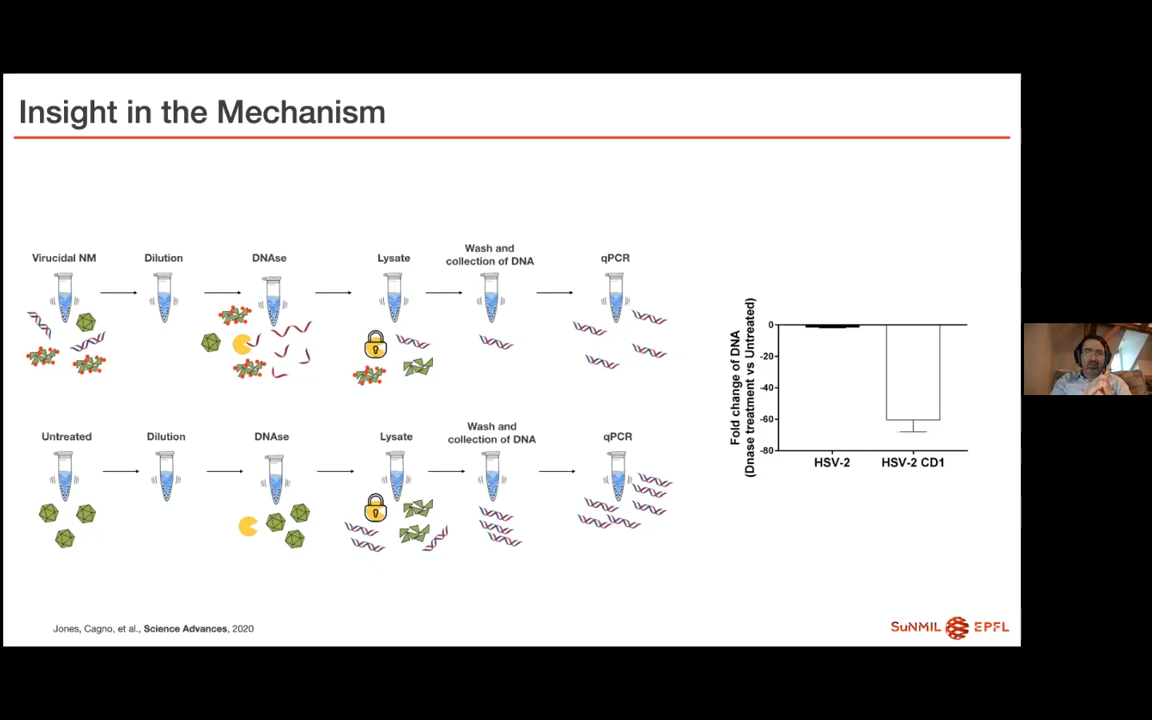 Insight in the Mechanism
Virucidal NM
Dilution
DNAse
Lysate
Wash and
collection of DNA
qPCR
Untreated
Dilution
DNAse
Lysate
Wash and
collection of DNA
qPCR
Fold change of DNA
(Dnase treatment vs Untreated)
0
-20
-40
-60
-80
HSV-2
HSV-2 CD1
Jones, Cagno, et al., Science Advances, 2020
SuNMIL EPFL